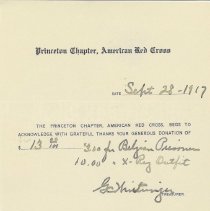 Princeton Chapter, American Red Cross
DATE Sept 28-1917
THE PRINCETON CHAPTER, AMERICAN RED CROSS, BEGS TO
ACKNOWLEDGE WITH GRATEFUL THANKS YOUR GENEROUS DONATION OF
$ 13 00/100 3.00 for Belgian Prisoners
10.00 " X-Ray Outfit
TREASURER